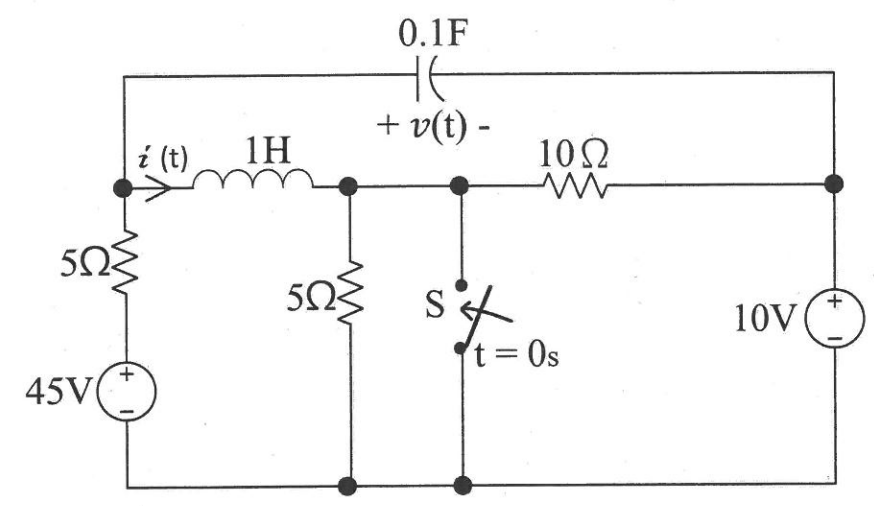 0.1F
+ v(t) -
i (t)
1H
10Ω
5Ω
5Ω
S
t = 0s
10V
+
-
45V
+
-